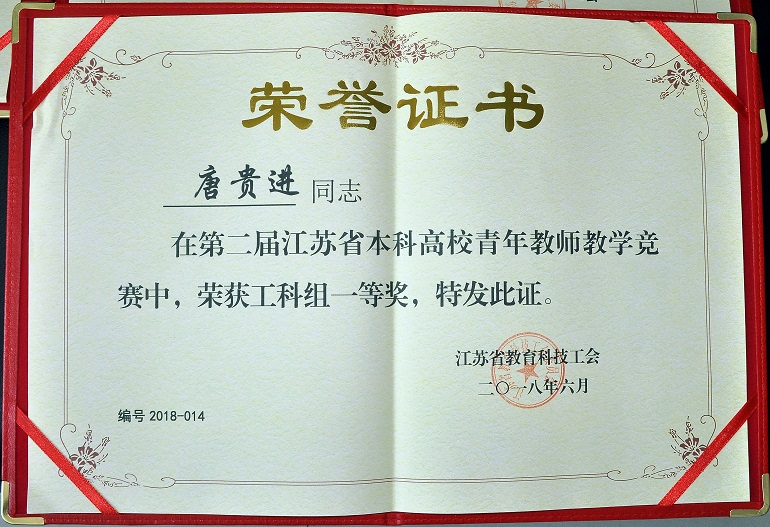 荣誉证书
唐贵进 同志
在第二届江苏省本科高校青年教师教学竞
赛中，荣获工科组一等奖，特发此证。
江苏省教育科技工会
二〇一八年六月
编号 2018-014